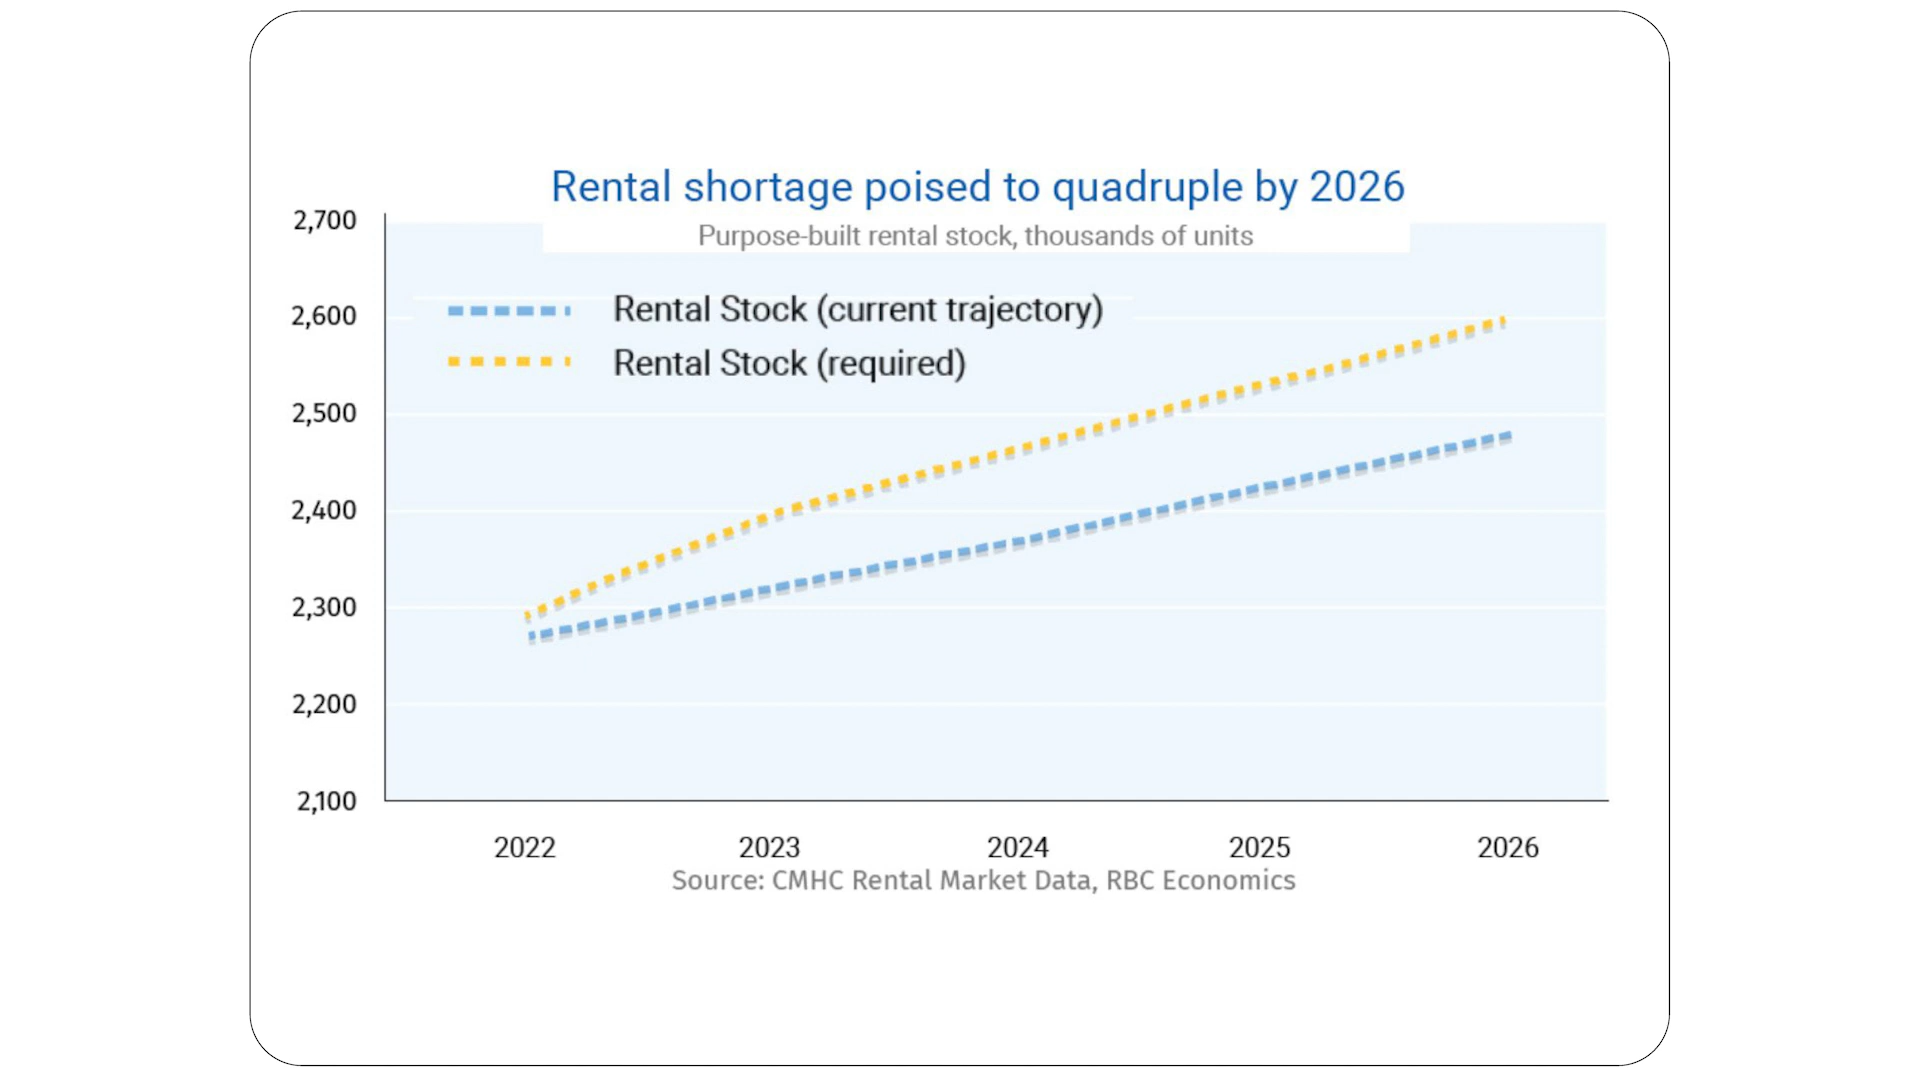 Rental shortage poised to quadruple by 2026
Purpose-built rental stock, thousands of units
2,700
2,600
2,500
2,400
2,300
2,200
2,100
Rental Stock (current trajectory)
Rental Stock (required)
2022 2023 2024 2025 2026
Source: CMHC Rental Market Data, RBC Economics